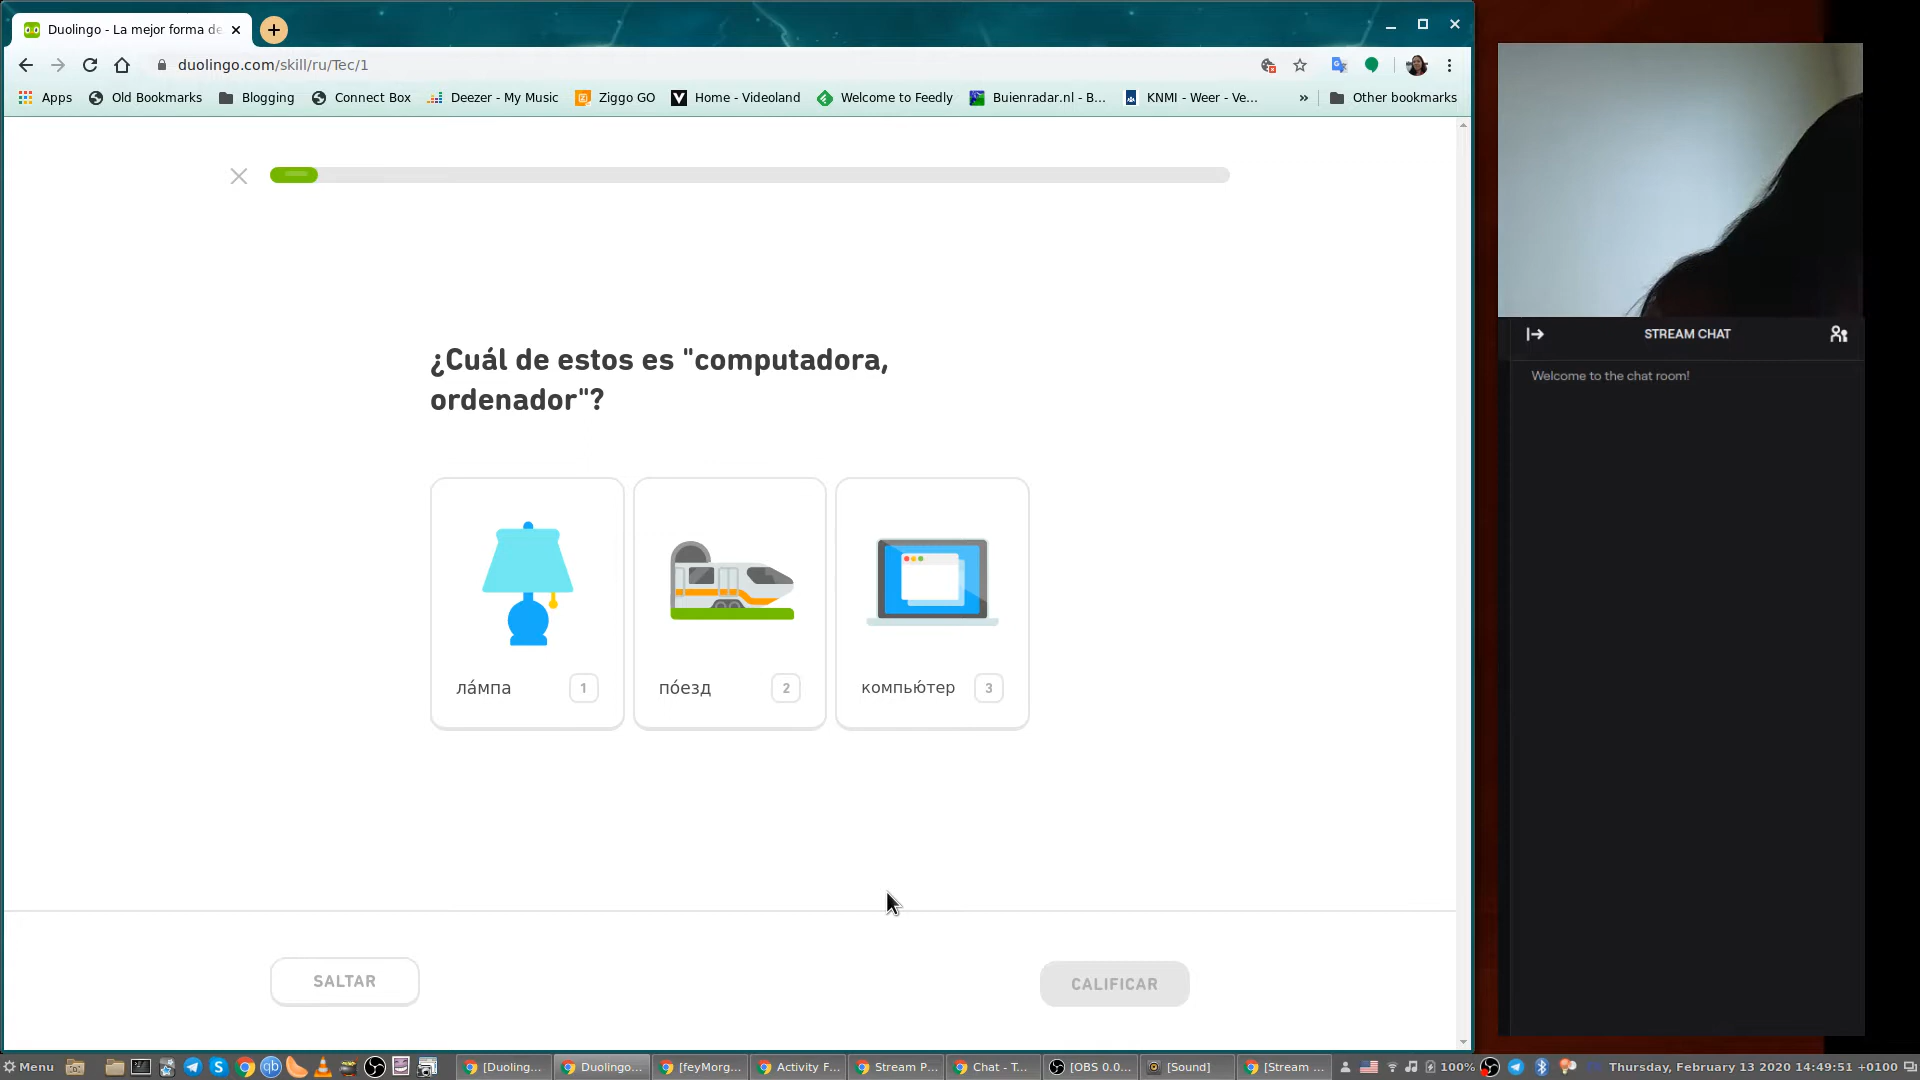 Duolingo - La mejor forma de
duolingo.com/skill/ru/Tec/1
Apps
Old Bookmarks
Blogging
Connect Box
Deezer - My Music
Ziggo GO
Home - Videoland
Welcome to Feedly
Buienradar.nl - B...
KNMI - Weer - Ve...
»
Other bookmarks
¿Cuál de estos es "computadora,
ordenador"?
ла́мпа 1
по́езд 2
компью́тер 3
SALTAR
CALIFICAR
STREAM CHAT
Welcome to the chat room!
Menu
[Duoling...
Duolingo...
[feyMorg...
Activity F...
Stream P...
Chat - T...
[OBS 0.0...
[Sound]
[Stream ...
100%
Thursday, February 13 2020 14:49:51 +0100